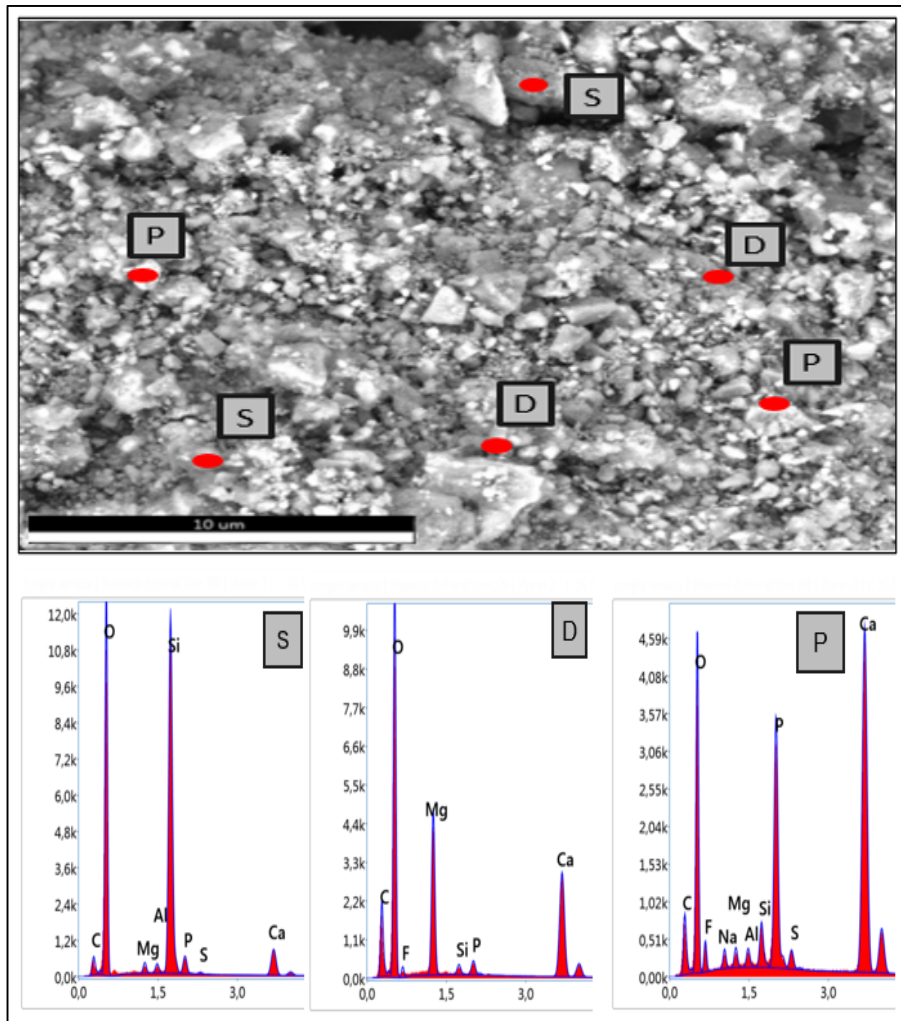 S
P
D
P
S
D
10 um
S
12,0k
10,8k
9,6k
8,4k
7,2k
6,0k
4,8k
3,6k
2,4k
1,2k
0,0k
O
Si
C
Mg
Al
P
S
Ca
0,0 1,5 3,0
D
9,9k
8,8k
7,7k
6,6k
5,5k
4,4k
3,3k
2,2k
1,1k
0,0k
O
Mg
C
F
Si
P
Ca
0,0 1,5 3,0
P
4,59k
4,08k
3,57k
3,06k
2,55k
2,04k
1,53k
1,02k
0,51k
0,0k
O
P
Ca
C
F
Na
Mg
Al
Si
S
0,0 1,5 3,0